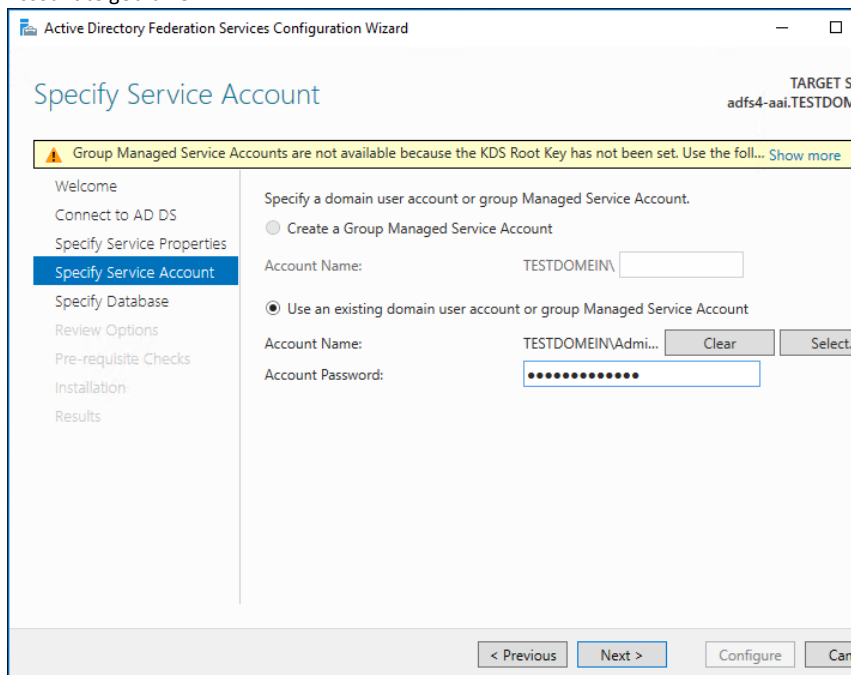 Active Directory Federation Services Configuration Wizard
Specify Service Account
TARGET S
adfs4-aai.TESTDOM
Group Managed Service Accounts are not available because the KDS Root Key has not been set. Use the foll... Show more
Welcome
Connect to AD DS
Specify Service Properties
Specify Service Account
Specify Database
Review Options
Pre-requisite Checks
Installation
Results
Specify a domain user account or group Managed Service Account.
Create a Group Managed Service Account
Account Name: TESTDOMEIN\
Use an existing domain user account or group Managed Service Account
Account Name: TESTDOMEIN\Admi... Clear Select.
Account Password: •••••••••••••
< Previous Next > Configure Can